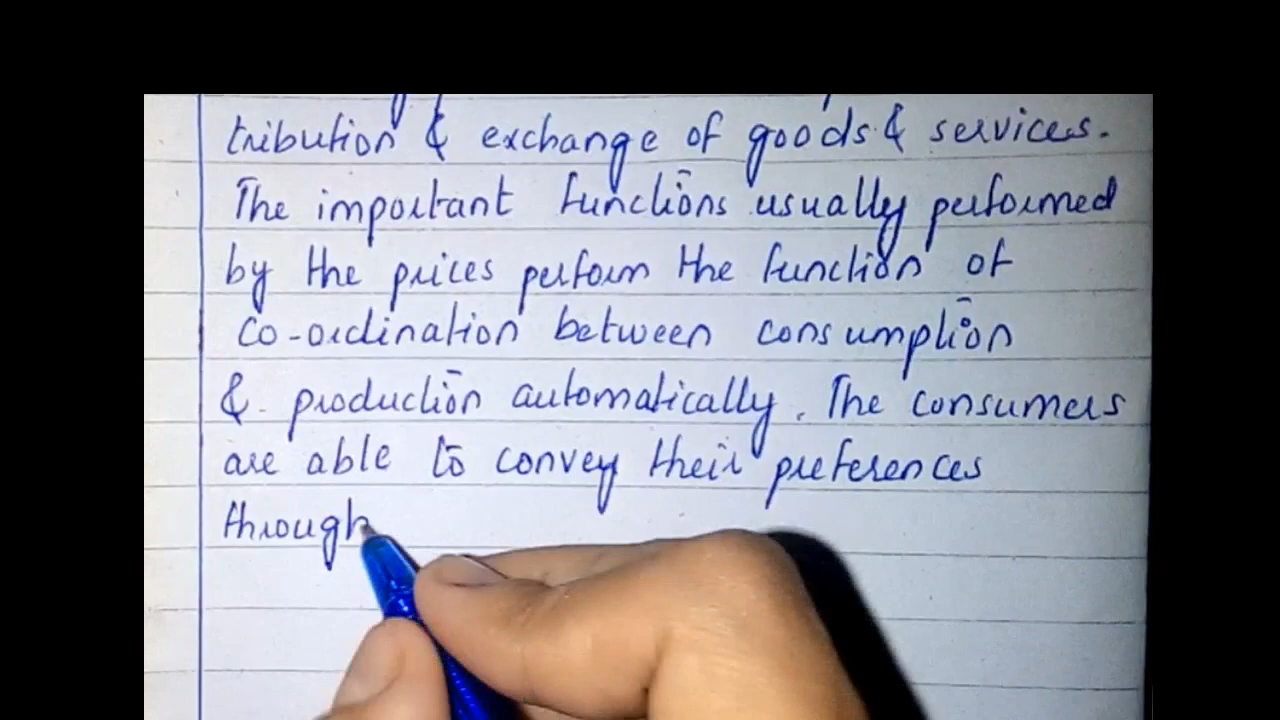 tribution & exchange of goods & services.
The important functions usually performed
by the prices perform the function of
co-ordination between consumption
& production automatically. The consumers
are able to convey their preferences
through